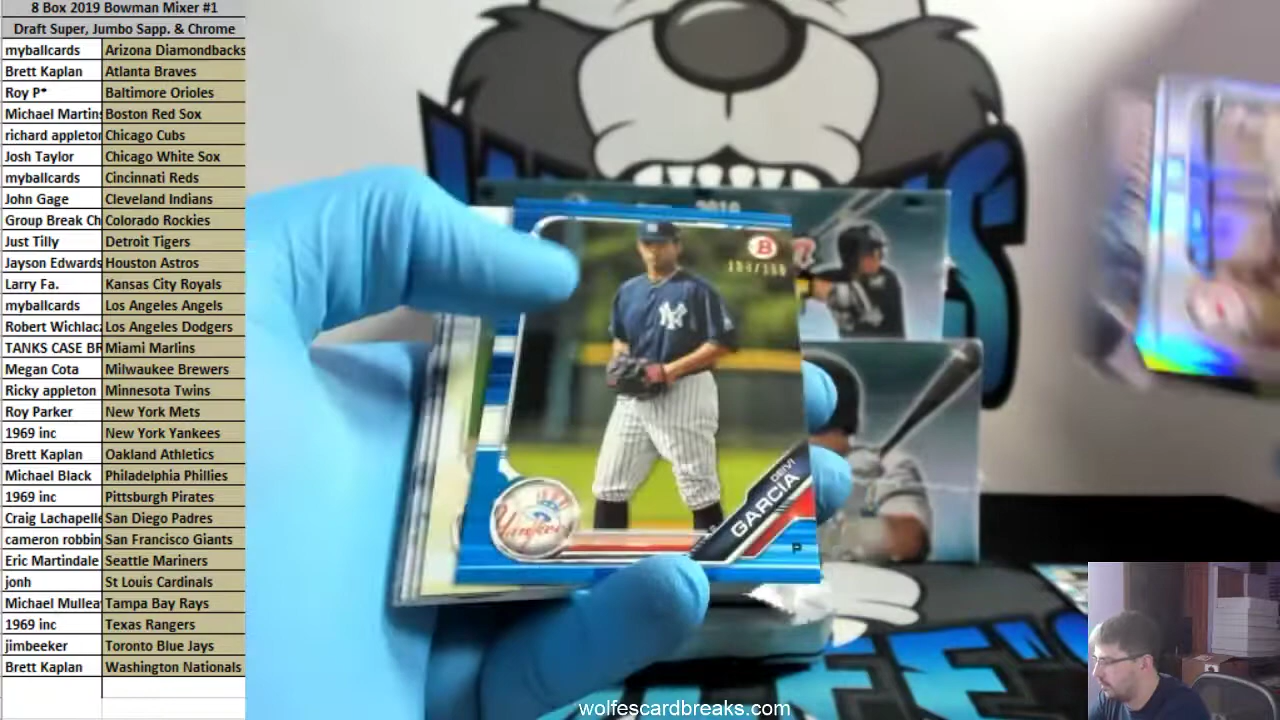 8 Box 2019 Bowman Mixer #1
Draft Super, Jumbo Sapp. & Chrome
myballcards Arizona Diamondbacks
Brett Kaplan Atlanta Braves
Roy P* Baltimore Orioles
Michael Martins Boston Red Sox
richard appleton Chicago Cubs
Josh Taylor Chicago White Sox
myballcards Cincinnati Reds
John Gage Cleveland Indians
Group Break Ch Colorado Rockies
Just Tilly Detroit Tigers
Jayson Edwards Houston Astros
Larry Fa. Kansas City Royals
myballcards Los Angeles Angels
Robert Wichlac Los Angeles Dodgers
TANKS CASE BR Miami Marlins
Megan Cota Milwaukee Brewers
Ricky appleton Minnesota Twins
Roy Parker New York Mets
1969 inc New York Yankees
Brett Kaplan Oakland Athletics
Michael Black Philadelphia Phillies
1969 inc Pittsburgh Pirates
Craig Lachapelle San Diego Padres
cameron robbin San Francisco Giants
Eric Martindale Seattle Mariners
jonh St Louis Cardinals
Michael Mullea Tampa Bay Rays
1969 inc Texas Rangers
jimbeeker Toronto Blue Jays
Brett Kaplan Washington Nationals
2019
B
NY
Yankees
DEIVI
GARCIA
P
FE'S
S
wolfescardbreaks.com